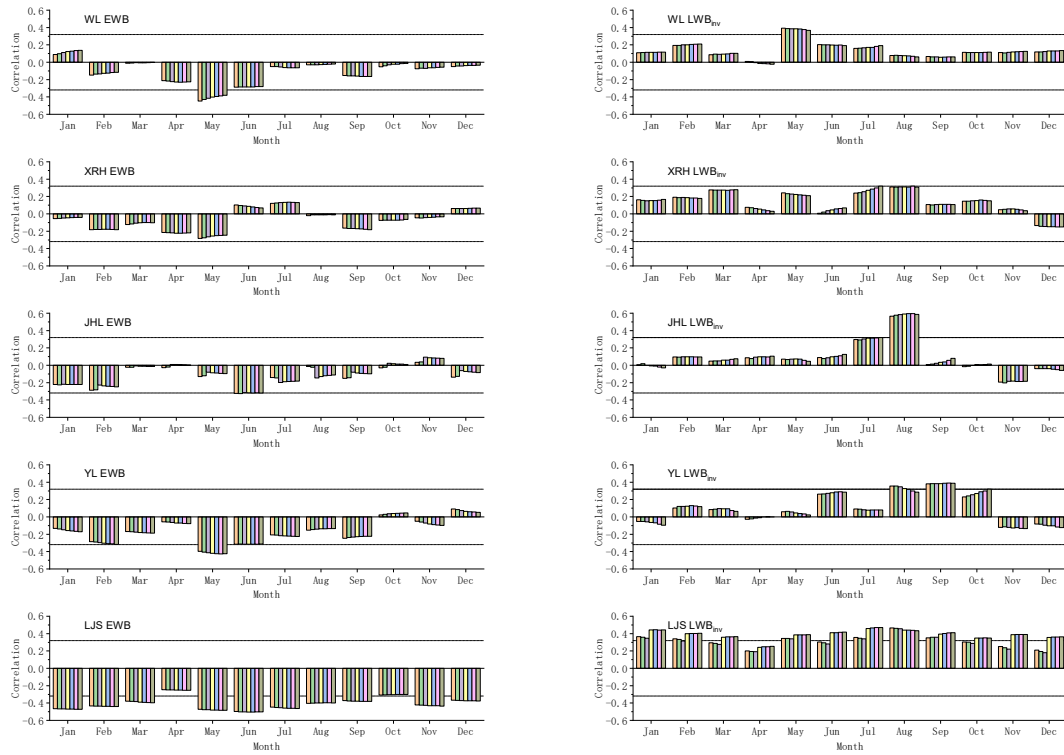 WL EWB
Correlation
0.6
0.4
0.2
0.0
-0.2
-0.4
-0.6
Jan Feb Mar Apr May Jun Jul Aug Sep Oct Nov Dec
Month
WL LWBinv
Correlation
0.6
0.4
0.2
0.0
-0.2
-0.4
-0.6
Jan Feb Mar Apr May Jun Jul Aug Sep Oct Nov Dec
Month
XRH EWB
Correlation
0.6
0.4
0.2
0.0
-0.2
-0.4
-0.6
Jan Feb Mar Apr May Jun Jul Aug Sep Oct Nov Dec
Month
XRH LWBinv
Correlation
0.6
0.4
0.2
0.0
-0.2
-0.4
-0.6
Jan Feb Mar Apr May Jun Jul Aug Sep Oct Nov Dec
Month
JHL EWB
Correlation
0.6
0.4
0.2
0.0
-0.2
-0.4
-0.6
Jan Feb Mar Apr May Jun Jul Aug Sep Oct Nov Dec
Month
JHL LWBinv
Correlation
0.6
0.4
0.2
0.0
-0.2
-0.4
-0.6
Jan Feb Mar Apr May Jun Jul Aug Sep Oct Nov Dec
Month
YL EWB
Correlation
0.6
0.4
0.2
0.0
-0.2
-0.4
-0.6
Jan Feb Mar Apr May Jun Jul Aug Sep Oct Nov Dec
Month
YL LWBinv
Correlation
0.6
0.4
0.2
0.0
-0.2
-0.4
-0.6
Jan Feb Mar Apr May Jun Jul Aug Sep Oct Nov Dec
Month
LJS EWB
Correlation
0.6
0.4
0.2
0.0
-0.2
-0.4
-0.6
Jan Feb Mar Apr May Jun Jul Aug Sep Oct Nov Dec
Month
LJS LWBinv
Correlation
0.6
0.4
0.2
0.0
-0.2
-0.4
-0.6
Jan Feb Mar Apr May Jun Jul Aug Sep Oct Nov Dec
Month